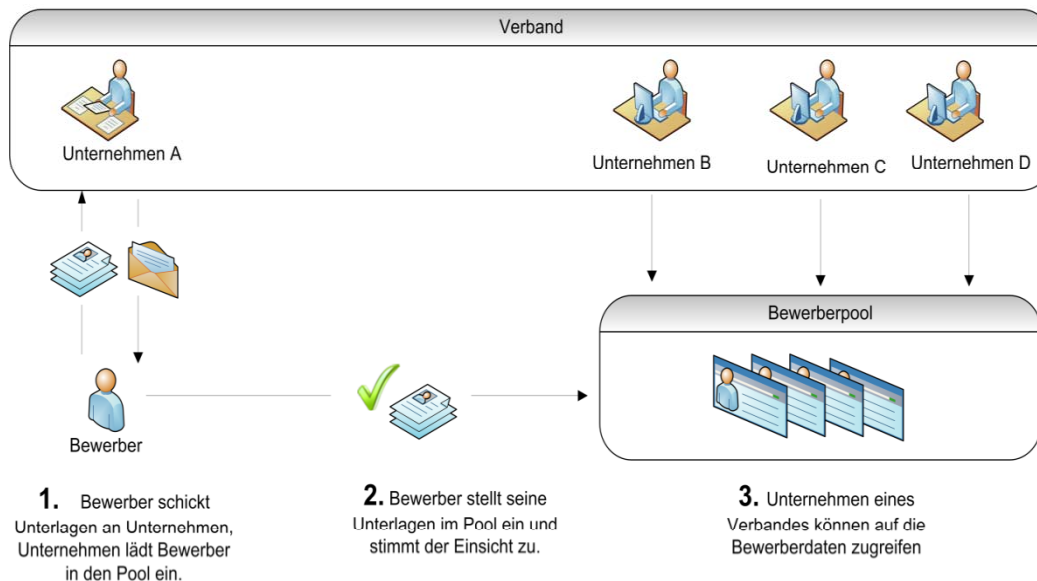 Verband
Unternehmen A
Unternehmen B
Unternehmen C
Unternehmen D
Bewerberpool
Bewerber
1. Bewerber schickt
Unterlagen an Unternehmen,
Unternehmen lädt Bewerber
in den Pool ein.
2. Bewerber stellt seine
Unterlagen im Pool ein und
stimmt der Einsicht zu.
3. Unternehmen eines
Verbandes können auf die
Bewerberdaten zugreifen